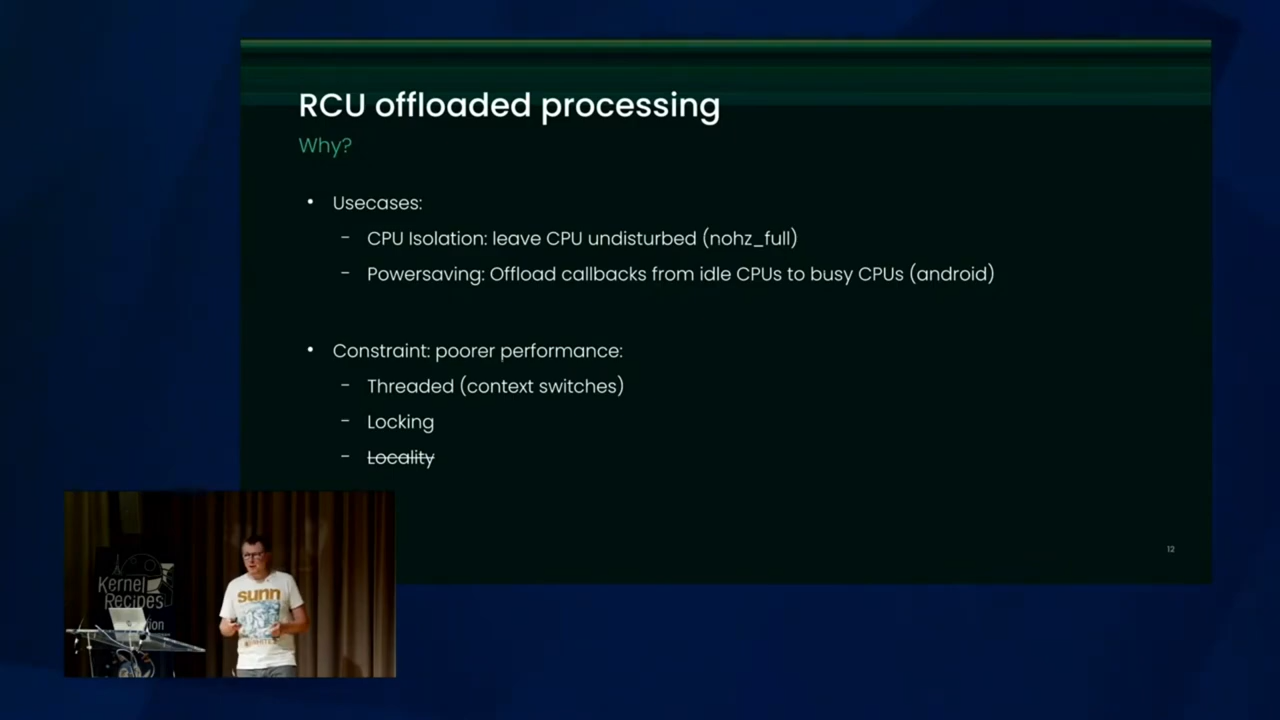 RCU offloaded processing
Why?
• Usecases:
- CPU Isolation: leave CPU undisturbed (nohz_full)
- Powersaving: Offload callbacks from idle CPUs to busy CPUs (android)
• Constraint: poorer performance:
- Threaded (context switches)
- Locking
- Locality
12
Kernel
Recipes
sunn